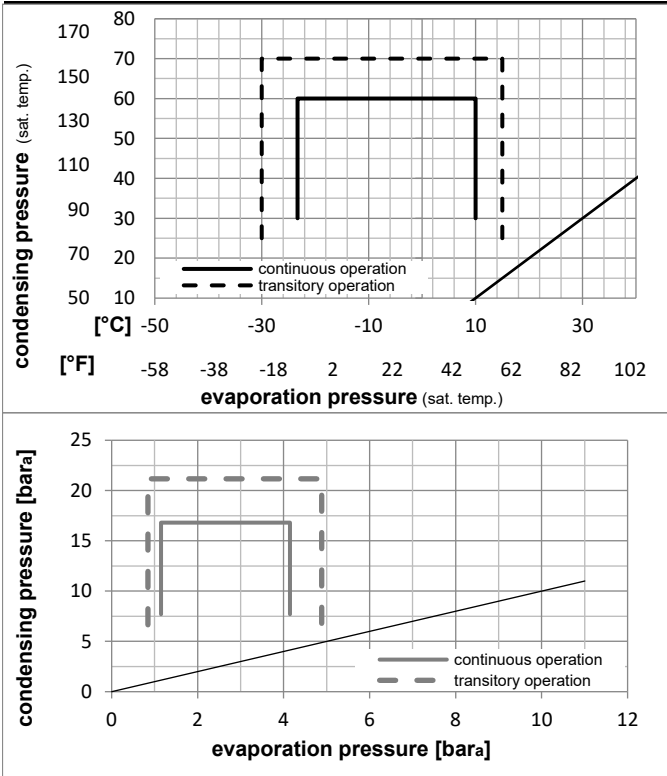 condensing pressure (sat. temp.)
170 80
70
150
60
130
50
110
40
90 30
70 20
50 10
continuous operation
transitory operation
[°C] -50 -30 -10 10 30
[°F] -58 -38 -18 2 22 42 62 82 102
evaporation pressure (sat. temp.)
condensing pressure [bara]
25
20
15
10
5
0
continuous operation
transitory operation
0 2 4 6 8 10 12
evaporation pressure [bara]